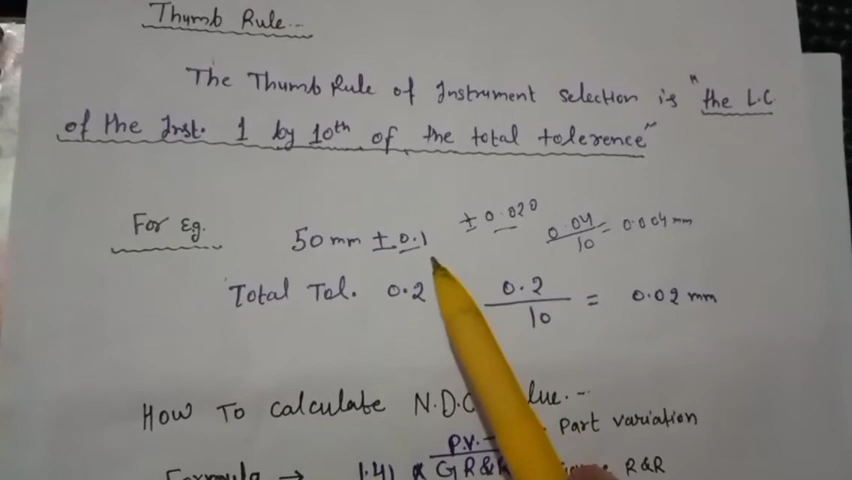 Thumb Rule...
The Thumb Rule of Instrument selection is "the L.C
of the Inst. 1 by 10th of the total tolerence"
For Eg. 50 mm ± 0.1 ± 0.020 0.04/10 = 0.004 mm
Total Tol. 0.2 0.2/10 = 0.02 mm
How To calculate N.D.C
Part variation
Formula → 1.41 × P.V./G R&R R&R